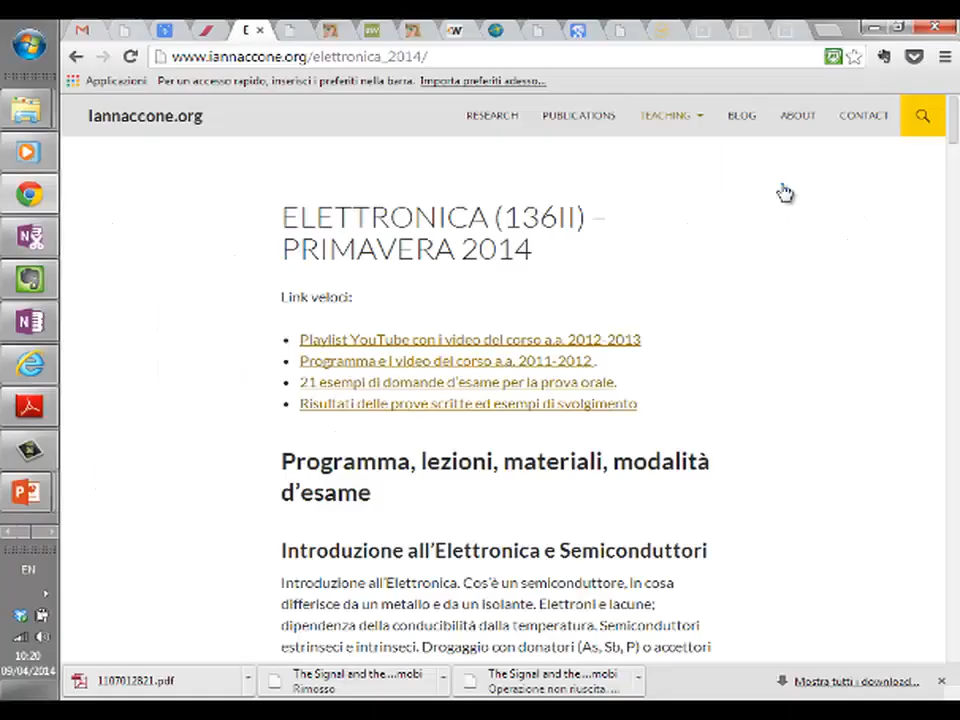 E ×
www.iannaccone.org/elettronica_2014/
Applicazioni Per un accesso rapido, inserisci i preferiti nella barra. Importa preferiti adesso...
Iannaccone.org RESEARCH PUBLICATIONS TEACHING BLOG ABOUT CONTACT
ELETTRONICA (136II) –
PRIMAVERA 2014
Link veloci:
• Playlist YouTube con i video del corso a.a. 2012-2013
• Programma e i video del corso a.a. 2011-2012 .
• 21 esempi di domande d'esame per la prova orale.
• Risultati delle prove scritte ed esempi di svolgimento
Programma, lezioni, materiali, modalità
d'esame
Introduzione all'Elettronica e Semiconduttori
Introduzione all'Elettronica. Cos'è un semiconduttore, in cosa
differisce da un metallo e da un isolante. Elettroni e lacune;
dipendenza della conducibilità dalla temperatura. Semiconduttori
estrinseci e intrinseci. Drogaggio con donatori (As, Sb, P) o accettori
EN
10:20
09/04/2014
1107012821.pdf
The Signal and the....mobi
Rimosso
The Signal and the....mobi
Operazione non riuscita....
Mostra tutti i download...